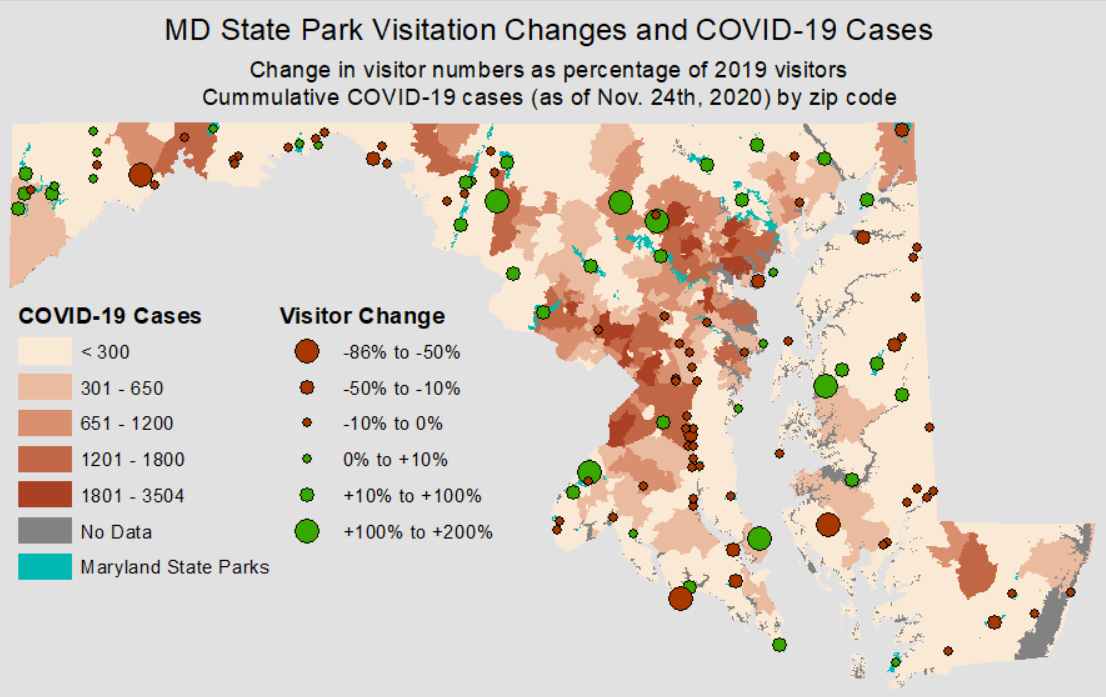 MD State Park Visitation Changes and COVID-19 Cases
Change in visitor numbers as percentage of 2019 visitors
Cummulative COVID-19 cases (as of Nov. 24th, 2020) by zip code
COVID-19 Cases
< 300
301 - 650
651 - 1200
1201 - 1800
1801 - 3504
No Data
Maryland State Parks
Visitor Change
-86% to -50%
-50% to -10%
-10% to 0%
0% to +10%
+10% to +100%
+100% to +200%